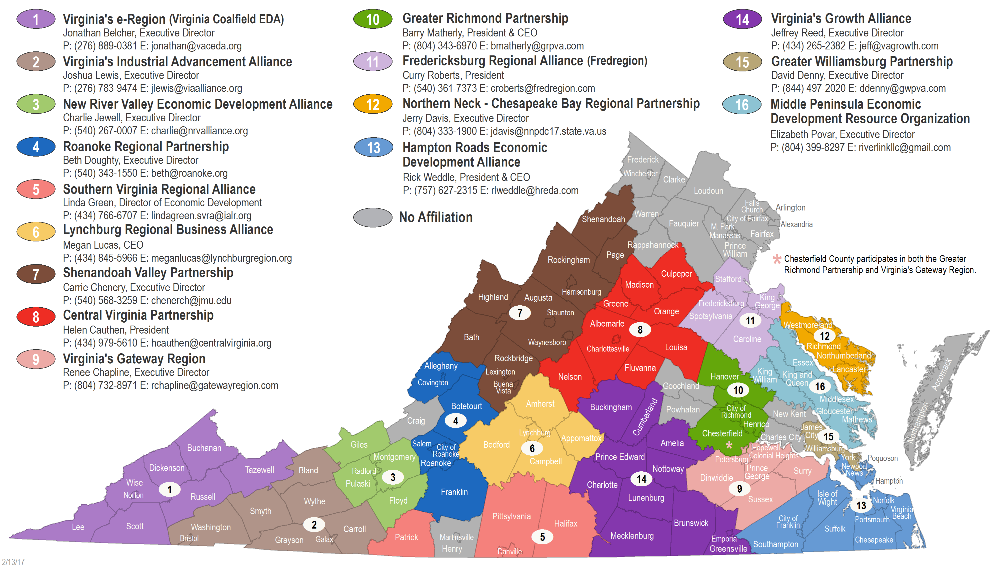 1 Virginia's e-Region (Virginia Coalfield EDA)
Jonathan Belcher, Executive Director
P: (276) 889-0381 E: jonathan@vaceda.org
2 Virginia's Industrial Advancement Alliance
Joshua Lewis, Executive Director
P: (276) 783-9474 E: jlewis@viaalliance.org
3 New River Valley Economic Development Alliance
Charlie Jewell, Executive Director
P: (540) 267-0007 E: charlie@nrvalliance.org
4 Roanoke Regional Partnership
Beth Doughty, Executive Director
P: (540) 343-1550 E: beth@roanoke.org
5 Southern Virginia Regional Alliance
Linda Green, Director of Economic Development
P: (434) 766-6707 E: lindagreen.svra@ialr.org
6 Lynchburg Regional Business Alliance
Megan Lucas, CEO
P: (434) 845-5966 E: meganlucas@lynchburgregion.org
7 Shenandoah Valley Partnership
Carrie Chenery, Executive Director
P: (540) 568-3259 E: chenerch@jmu.edu
8 Central Virginia Partnership
Helen Cauthen, President
P: (434) 979-5610 E: hcauthen@centralvirginia.org
9 Virginia's Gateway Region
Renee Chapline, Executive Director
P: (804) 732-8971 E: rchapline@gatewayregion.com
10 Greater Richmond Partnership
Barry Matherly, President & CEO
P: (804) 343-6970 E: bmatherly@grpva.com
11 Fredericksburg Regional Alliance (Fredregion)
Curry Roberts, President
P: (540) 361-7373 E: croberts@fredregion.com
12 Northern Neck - Chesapeake Bay Regional Partnership
Jerry Davis, Executive Director
P: (804) 333-1900 E: jdavis@nnpdc17.state.va.us
13 Hampton Roads Economic
Development Alliance
Rick Weddle, President & CEO
P: (757) 627-2315 E: rlweddle@hreda.com
No Affiliation
14 Virginia's Growth Alliance
Jeffrey Reed, Executive Director
P: (434) 265-2382 E: jeff@vagrowth.com
15 Greater Williamsburg Partnership
David Denny, Executive Director
P: (844) 497-2020 E: ddenny@gwpva.com
16 Middle Peninsula Economic
Development Resource Organization
Elizabeth Povar, Executive Director
P: (804) 399-8297 E: riverlinkllc@gmail.com
* Chesterfield County participates in both the Greater
Richmond Partnership and Virginia's Gateway Region.
Frederick
Winchester
Clarke
Loudoun
Falls
Church
Arlington
City of Fairfax
Alexandria
Warren
Fauquier
M. Park
Manassas
Fairfax
Prince
William
Rappahannock
Shenandoah
Page
Rockingham
Harrisonburg
Highland
Augusta
7
Staunton
Bath
Waynesboro
Rockbridge
Lexington
Buena
Vista
Culpeper
Madison
Greene
Orange
Albemarle
8
Charlottesville
Louisa
Fluvanna
Nelson
Stafford
King
George
Fredericksburg
Spotsylvania
11
Caroline
Westmoreland
12
Richmond
Northumberland
Lancaster
Essex
King
William
King and
Queen
16
Middlesex
Gloucester
Mathews
Accomack
Northampton
Hanover
10
City of
Richmond
Henrico
Chesterfield
*
Goochland
Powhatan
New Kent
Charles City
James
City
15
Williamsburg
York
Poquoson
Newport
News
Hampton
Alleghany
Covington
Botetourt
4
Craig
Salem
City of
Roanoke
Roanoke
Franklin
Amherst
Lynchburg
Bedford
6
Appomattox
Campbell
Buckingham
Cumberland
Amelia
Prince Edward
Nottoway
Charlotte
14
Lunenburg
Mecklenburg
Brunswick
Emporia
Greensville
Hopewell
Colonial Heights
Petersburg
Prince
George
Dinwiddie
Surry
9
Sussex
Isle of
Wight
13
Norfolk
Virginia
Beach
Portsmouth
City of
Franklin
Suffolk
Chesapeake
Southampton
Buchanan
Dickenson
Tazewell
Wise
Norton
1
Russell
Lee
Scott
Bland
Wythe
Smyth
Washington
Bristol
2
Grayson
Galax
Carroll
Giles
Montgomery
Radford
3
Pulaski
Floyd
Patrick
Martinsville
Henry
Pittsylvania
Halifax
5
Danville
2/13/17